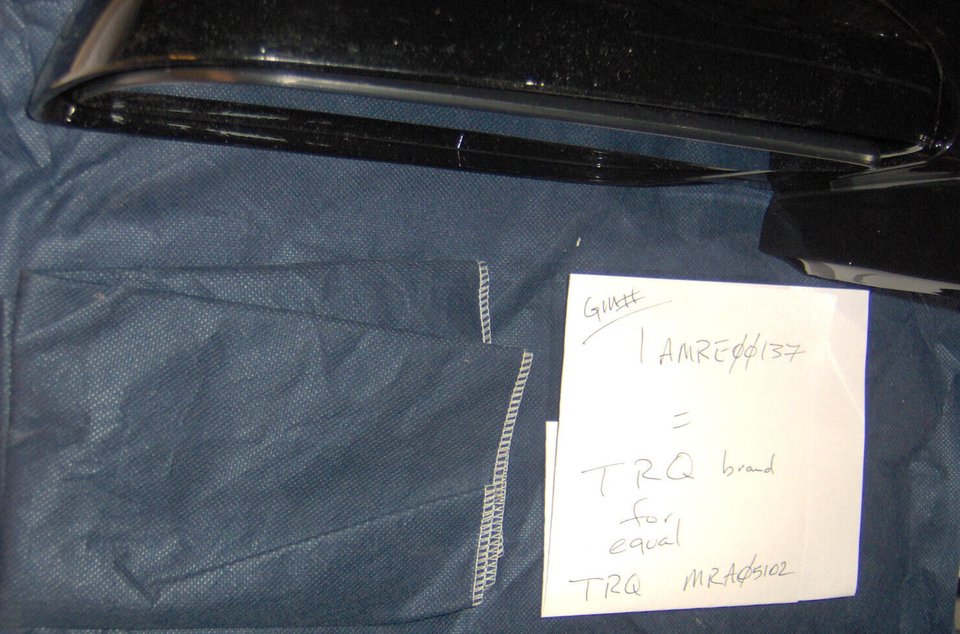 GM#
1AMRE00137
=
TRQ brand
for
equal
TRQ MRA05102